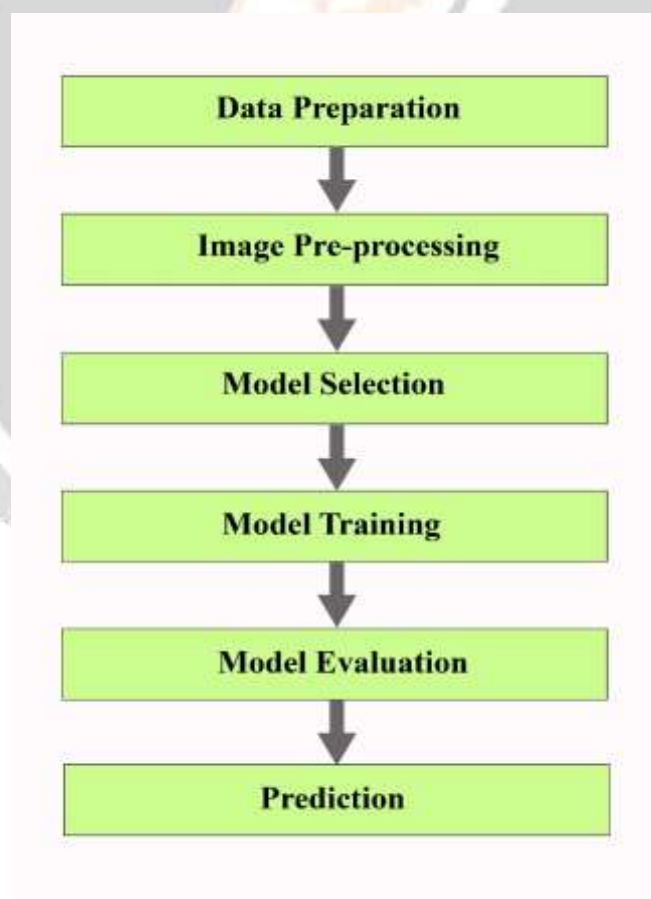 Data Preparation
Image Pre-processing
Model Selection
Model Training
Model Evaluation
Prediction